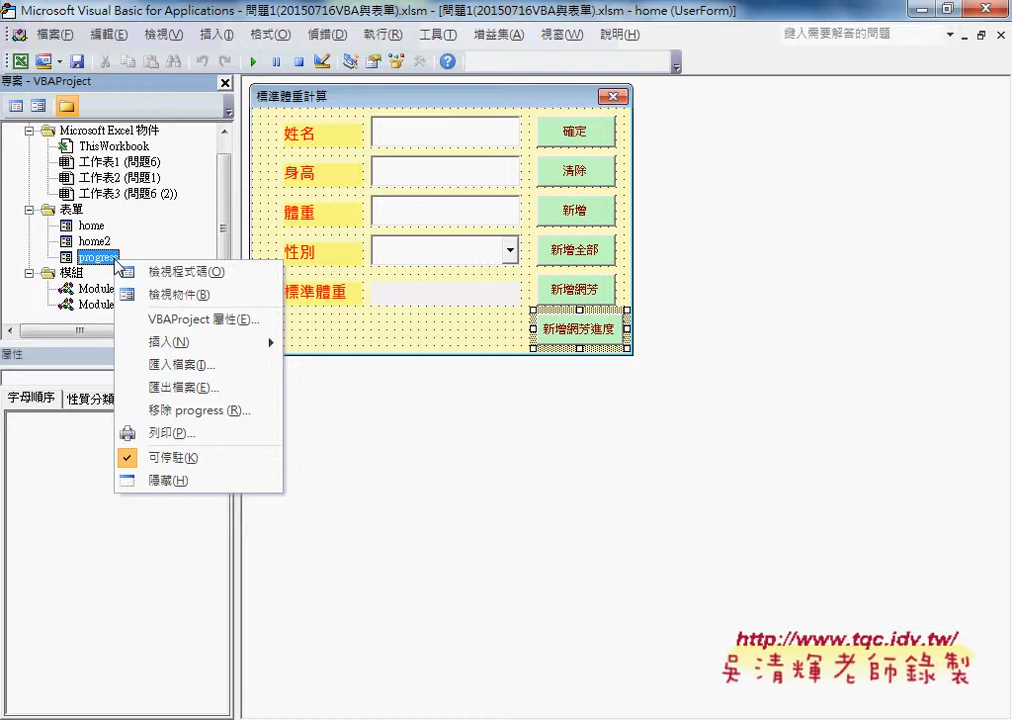 Microsoft Visual Basic for Applications - 問題1(20150716VBA與表單).xlsm - [問題1(20150716VBA與表單).xlsm - home (UserForm)]
檔案(F) 編輯(E) 檢視(V) 插入(I) 格式(O) 偵錯(D) 執行(R) 工具(T) 增益集(A) 視窗(W) 說明(H) 鍵入需要解答的問題
專案 - VBAProject
Microsoft Excel 物件
ThisWorkbook
工作表1 (問題6)
工作表2 (問題1)
工作表3 (問題6 (2))
表單
home
home2
progress
模組
Module
Module
屬性
字母順序 性質分類
檢視程式碼(O)
檢視物件(B)
VBAProject 屬性(E)...
插入(N)
匯入檔案(I)...
匯出檔案(E)...
移除 progress (R)...
列印(P)...
可停駐(K)
隱藏(H)
標準體重計算
姓名 確定
身高 清除
體重 新增
性別 新增全部
標準體重 新增網芳
新增網芳進度
http://www.tqc.idv.tw/
吳清輝老師錄製